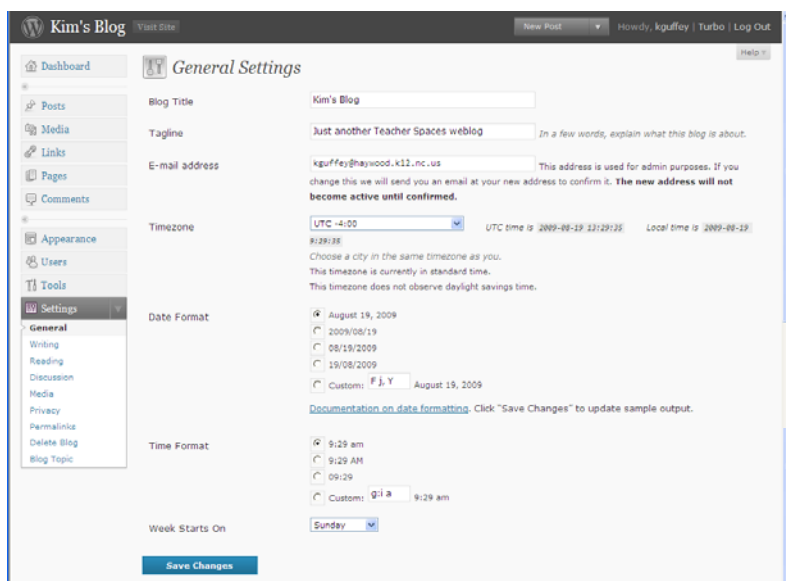 Kim's Blog Visit Site New Post Howdy, kguffey | Turbo | Log Out
Help
Dashboard
Posts
Media
Links
Pages
Comments
Appearance
Users
Tools
Settings
General
Writing
Reading
Discussion
Media
Privacy
Permalinks
Delete Blog
Blog Topic
General Settings
Blog Title Kim's Blog
Tagline Just another Teacher Spaces weblog In a few words, explain what this blog is about.
E-mail address kguffey@haywood.k12.nc.us This address is used for admin purposes. If you
change this we will send you an email at your new address to confirm it. The new address will not
become active until confirmed.
Timezone UTC -4:00 UTC time is 2009-08-19 13:29:35 Local time is 2009-08-19
9:29:35
Choose a city in the same timezone as you.
This timezone is currently in standard time.
This timezone does not observe daylight savings time.
Date Format August 19, 2009
2009/08/19
08/19/2009
19/08/2009
Custom: F j, Y August 19, 2009
Documentation on date formatting. Click "Save Changes" to update sample output.
Time Format 9:29 am
9:29 AM
09:29
Custom: g:i a 9:29 am
Week Starts On Sunday
Save Changes